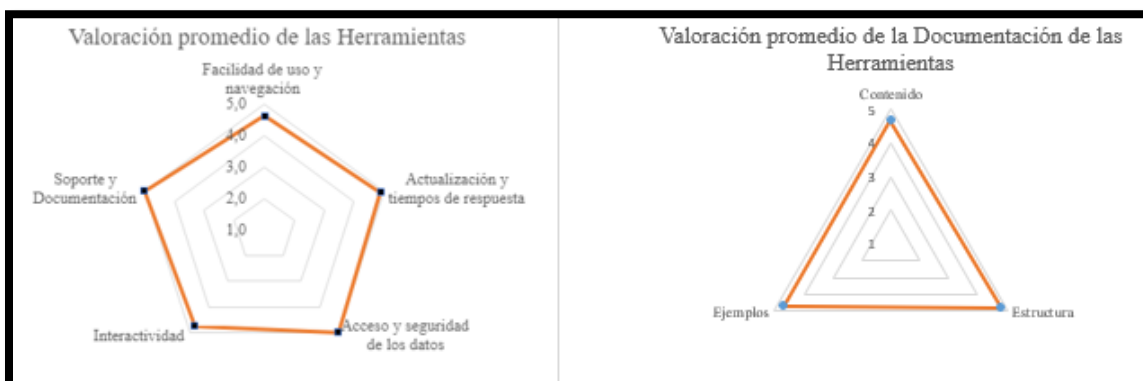 Valoración promedio de las Herramientas
Facilidad de uso y
navegación
5,0
4,0
3,0
2,0
1,0
Soporte y
Documentación
Actualización y
tiempos de respuesta
Interactividad
Acceso y seguridad
de los datos
Valoración promedio de la Documentación de las
Herramientas
Contenido
5
4
3
2
1
Ejemplos
Estructura